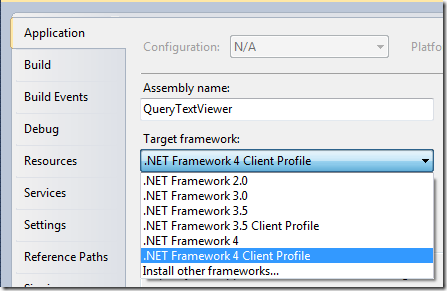 Application
Configuration: N/A Platfo
Build
Assembly name:
Build Events
QueryTextViewer
Debug
Target framework:
Resources
.NET Framework 4 Client Profile
.NET Framework 2.0
Services
.NET Framework 3.0
.NET Framework 3.5
Settings
.NET Framework 3.5 Client Profile
.NET Framework 4
Reference Paths
.NET Framework 4 Client Profile
Install other frameworks...